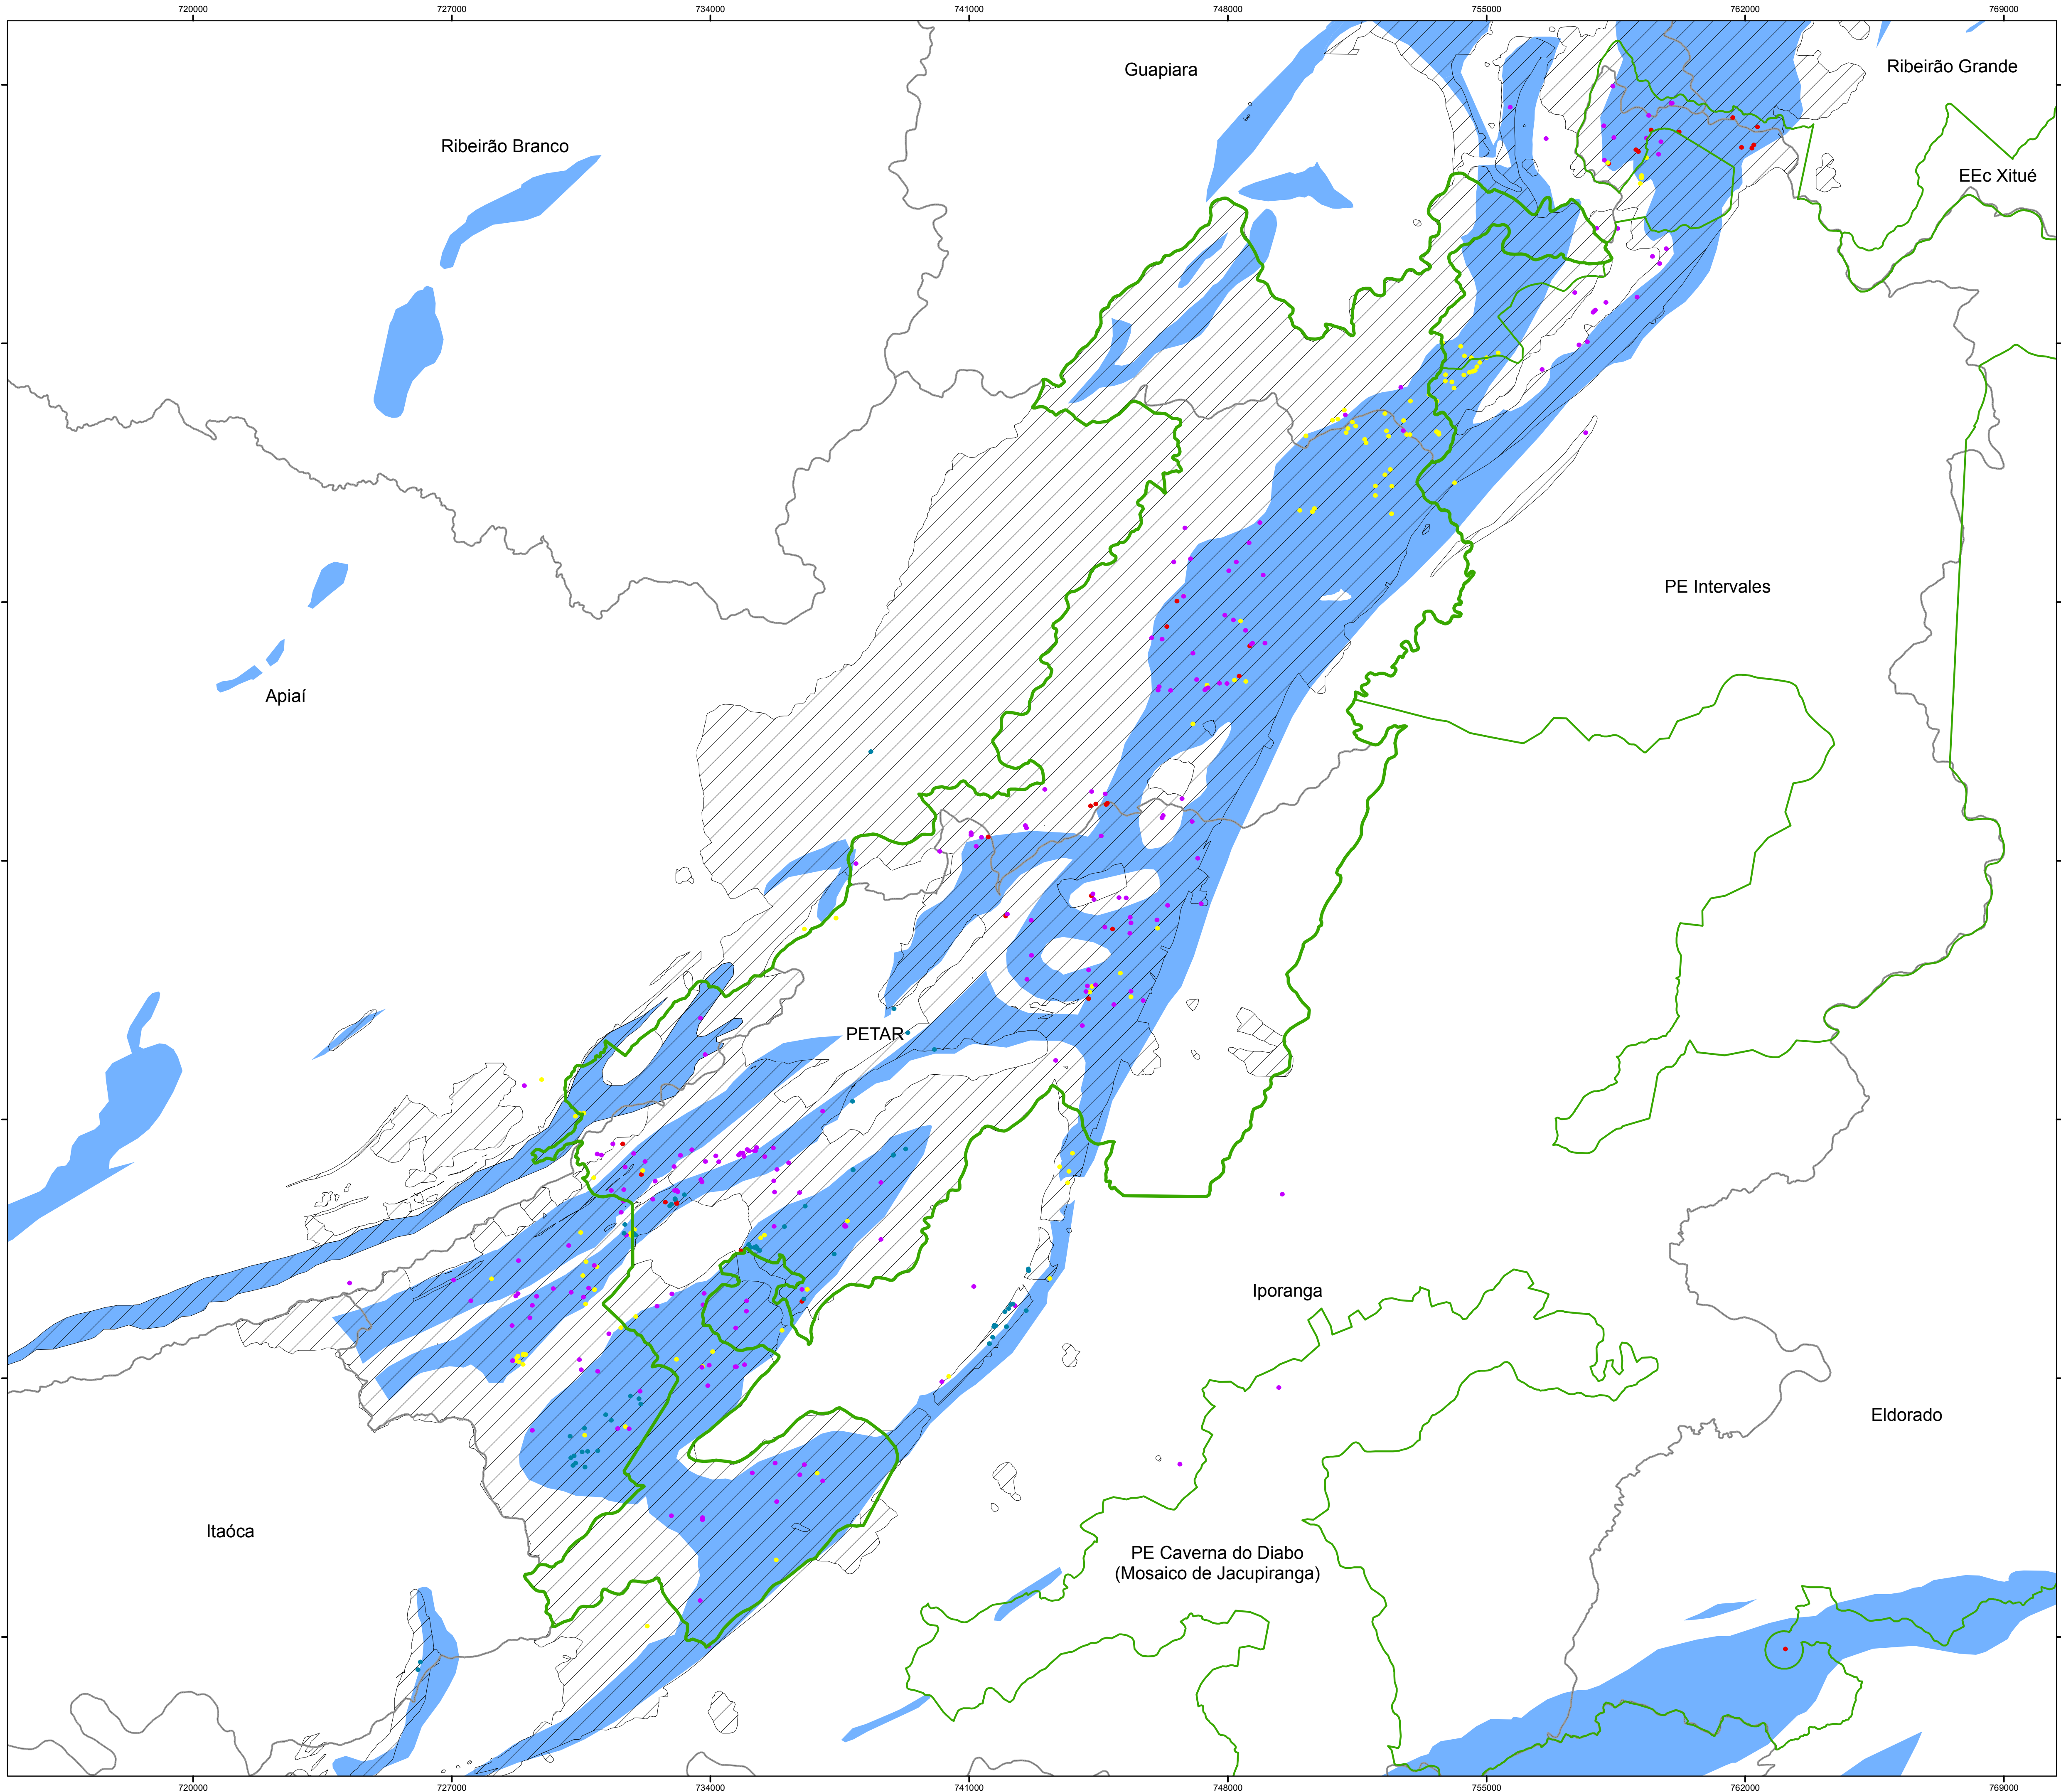 720000 727000 734000 741000 748000 755000 762000 769000
Guapiara
Ribeirão Grande
Ribeirão Branco
EEc Xitué
PE Intervales
Apiaí
PETAR
Iporanga
Eldorado
Itaóca
PE Caverna do Diabo
(Mosaico de Jacupiranga)
720000 727000 734000 741000 748000 755000 762000 769000